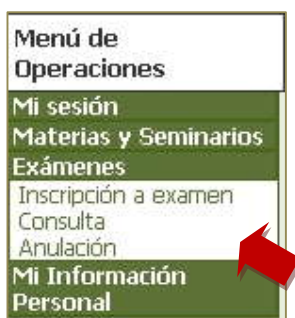 Menú de
Operaciones
Mi sesión
Materias y Seminarios
Exámenes
Inscripción a examen
Consulta
Anulación
Mi Información
Personal